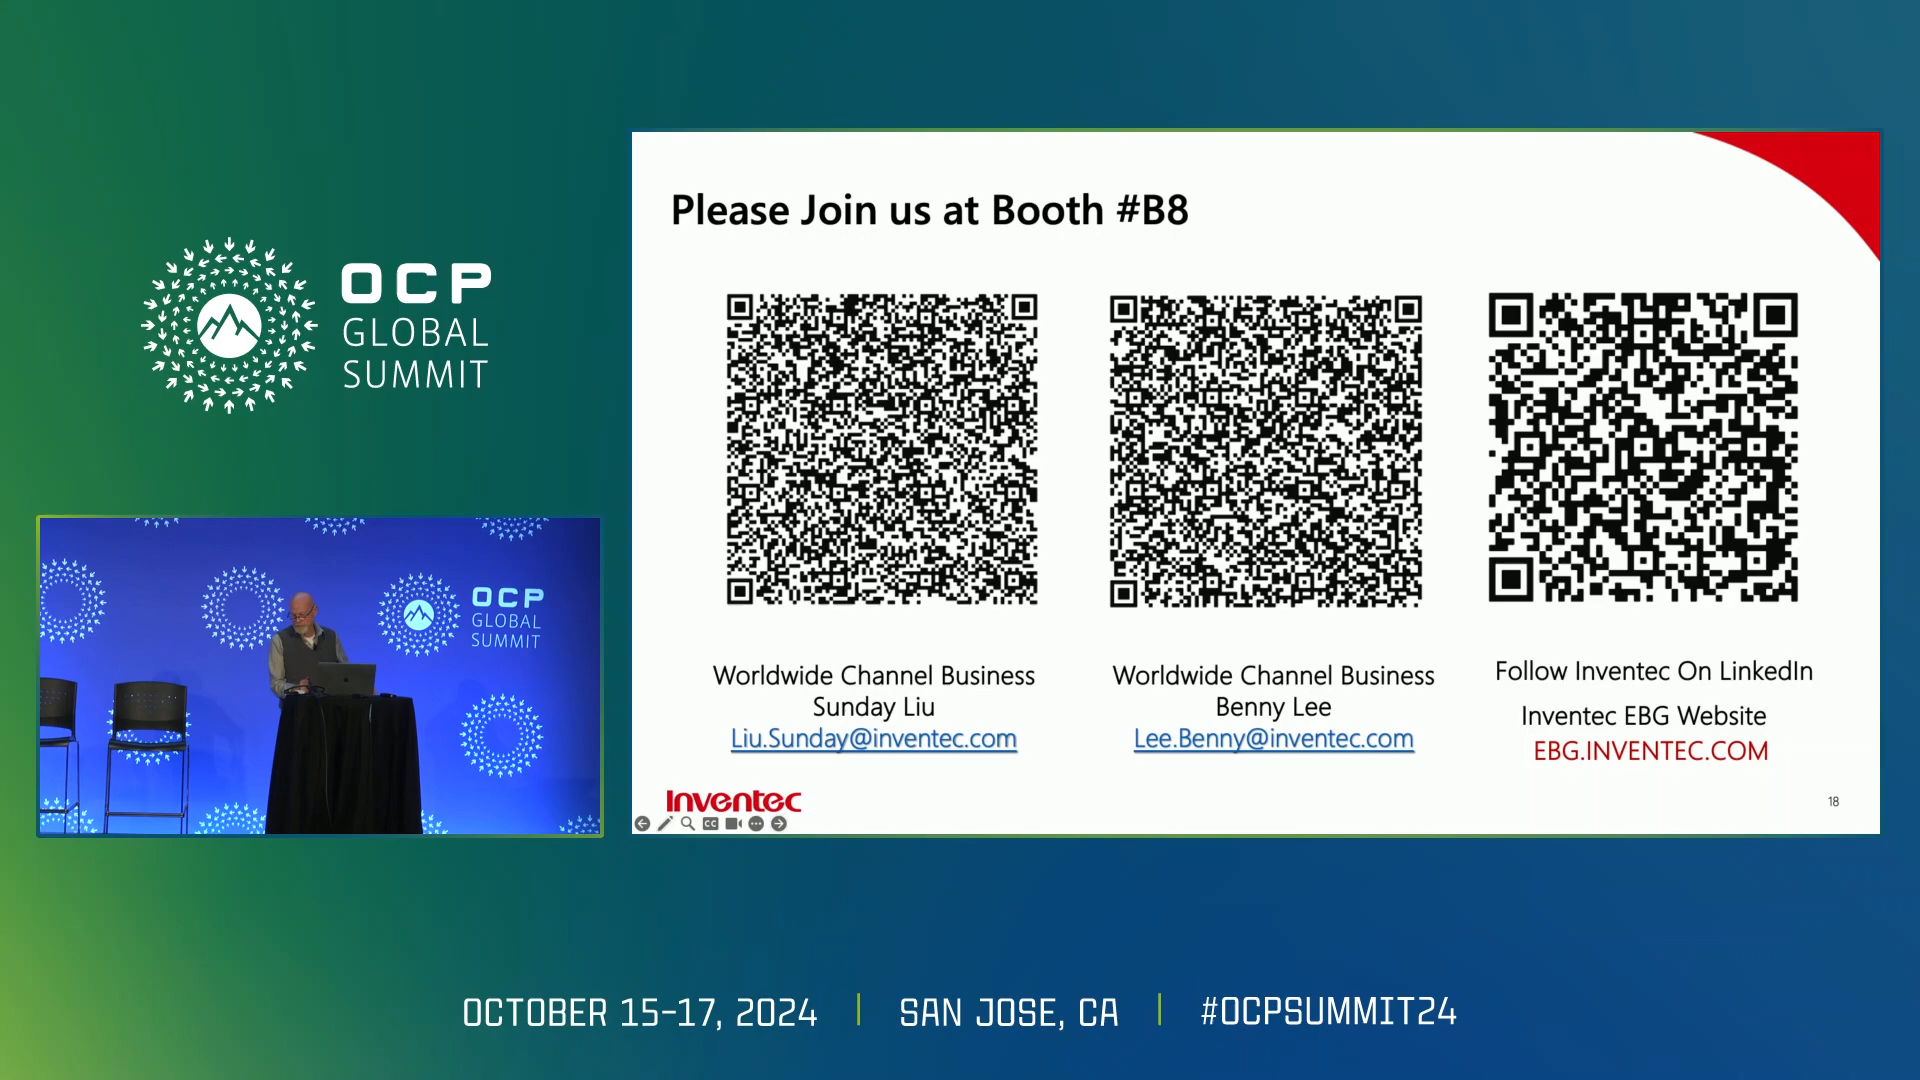 OCP
GLOBAL
SUMMIT
Please Join us at Booth #B8
Worldwide Channel Business
Sunday Liu
Liu.Sunday@inventec.com
Worldwide Channel Business
Benny Lee
Lee.Benny@inventec.com
Follow Inventec On LinkedIn
Inventec EBG Website
EBG.INVENTEC.COM
Inventec
18
CC
OCP
GLOBAL
SUMMIT
OCTOBER 15-17, 2024 | SAN JOSE, CA | #OCPSUMMIT24